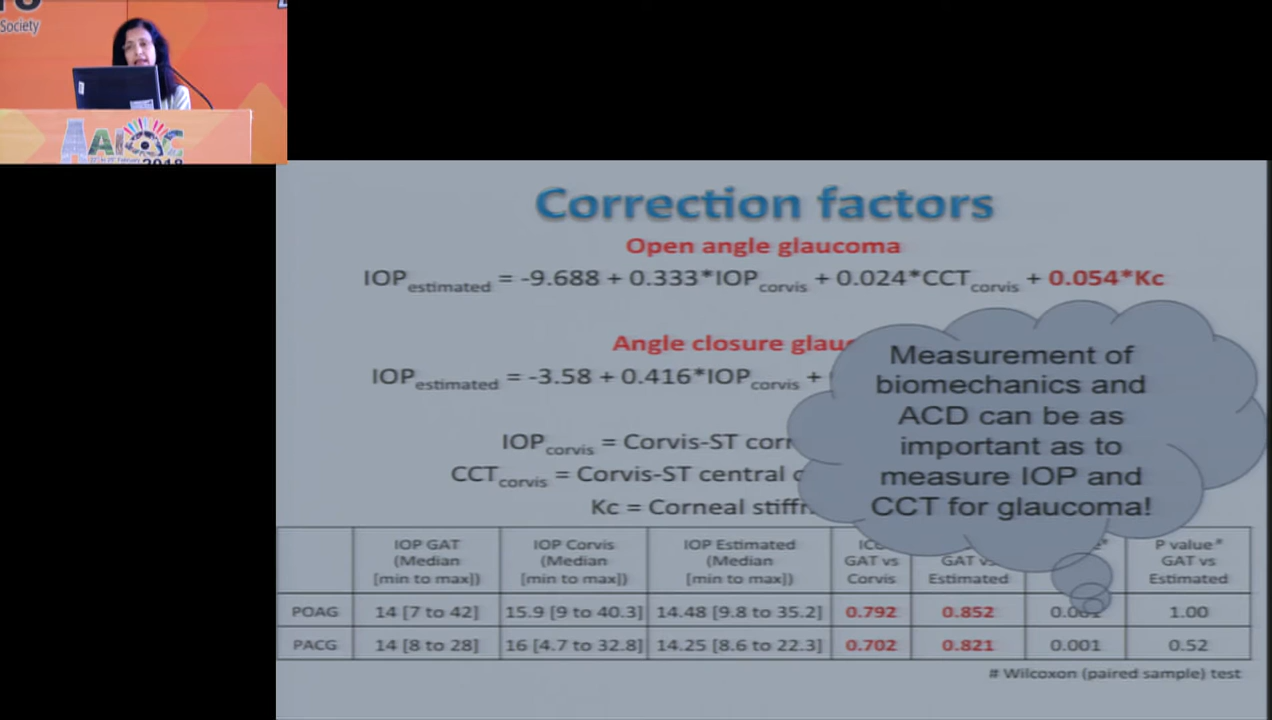 Society
AIOC
2018
Correction factors
Open angle glaucoma
IOP estimated = -9.688 + 0.333*IOP corvis + 0.024*CCT corvis + 0.054*Kc
Angle closure glauc
IOP estimated = -3.58 + 0.416*IOP corvis +
Measurement of
biomechanics and
ACD can be as
important as to
measure IOP and
CCT for glaucoma!
IOP corvis = Corvis-ST corr
CCT corvis = Corvis-ST central c
Kc = Corneal stiffn
IOP GAT (Median [min to max]) IOP Corvis (Median [min to max]) IOP Estimated (Median [min to max]) GAT vs Corvis GAT vs Estimated P value# GAT vs Estimated
POAG 14 [7 to 42] 15.9 [9 to 40.3] 14.48 [9.8 to 35.2] 0.792 0.852 0.001 1.00
PACG 14 [8 to 28] 16 [4.7 to 32.8] 14.25 [8.6 to 22.3] 0.702 0.821 0.001 0.52
# Wilcoxon (paired sample) test